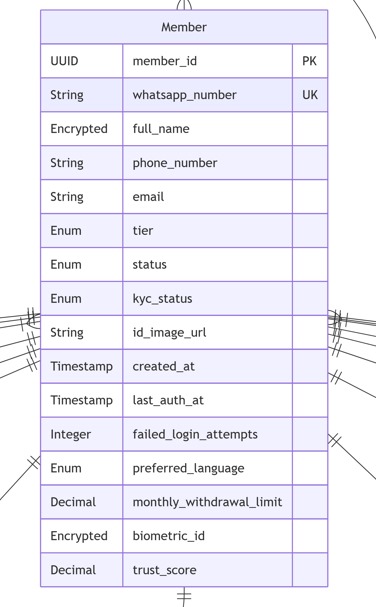 Member
UUID member_id PK
String whatsapp_number UK
Encrypted full_name
String phone_number
String email
Enum tier
Enum status
Enum kyc_status
String id_image_url
Timestamp created_at
Timestamp last_auth_at
Integer failed_login_attempts
Enum preferred_language
Decimal monthly_withdrawal_limit
Encrypted biometric_id
Decimal trust_score